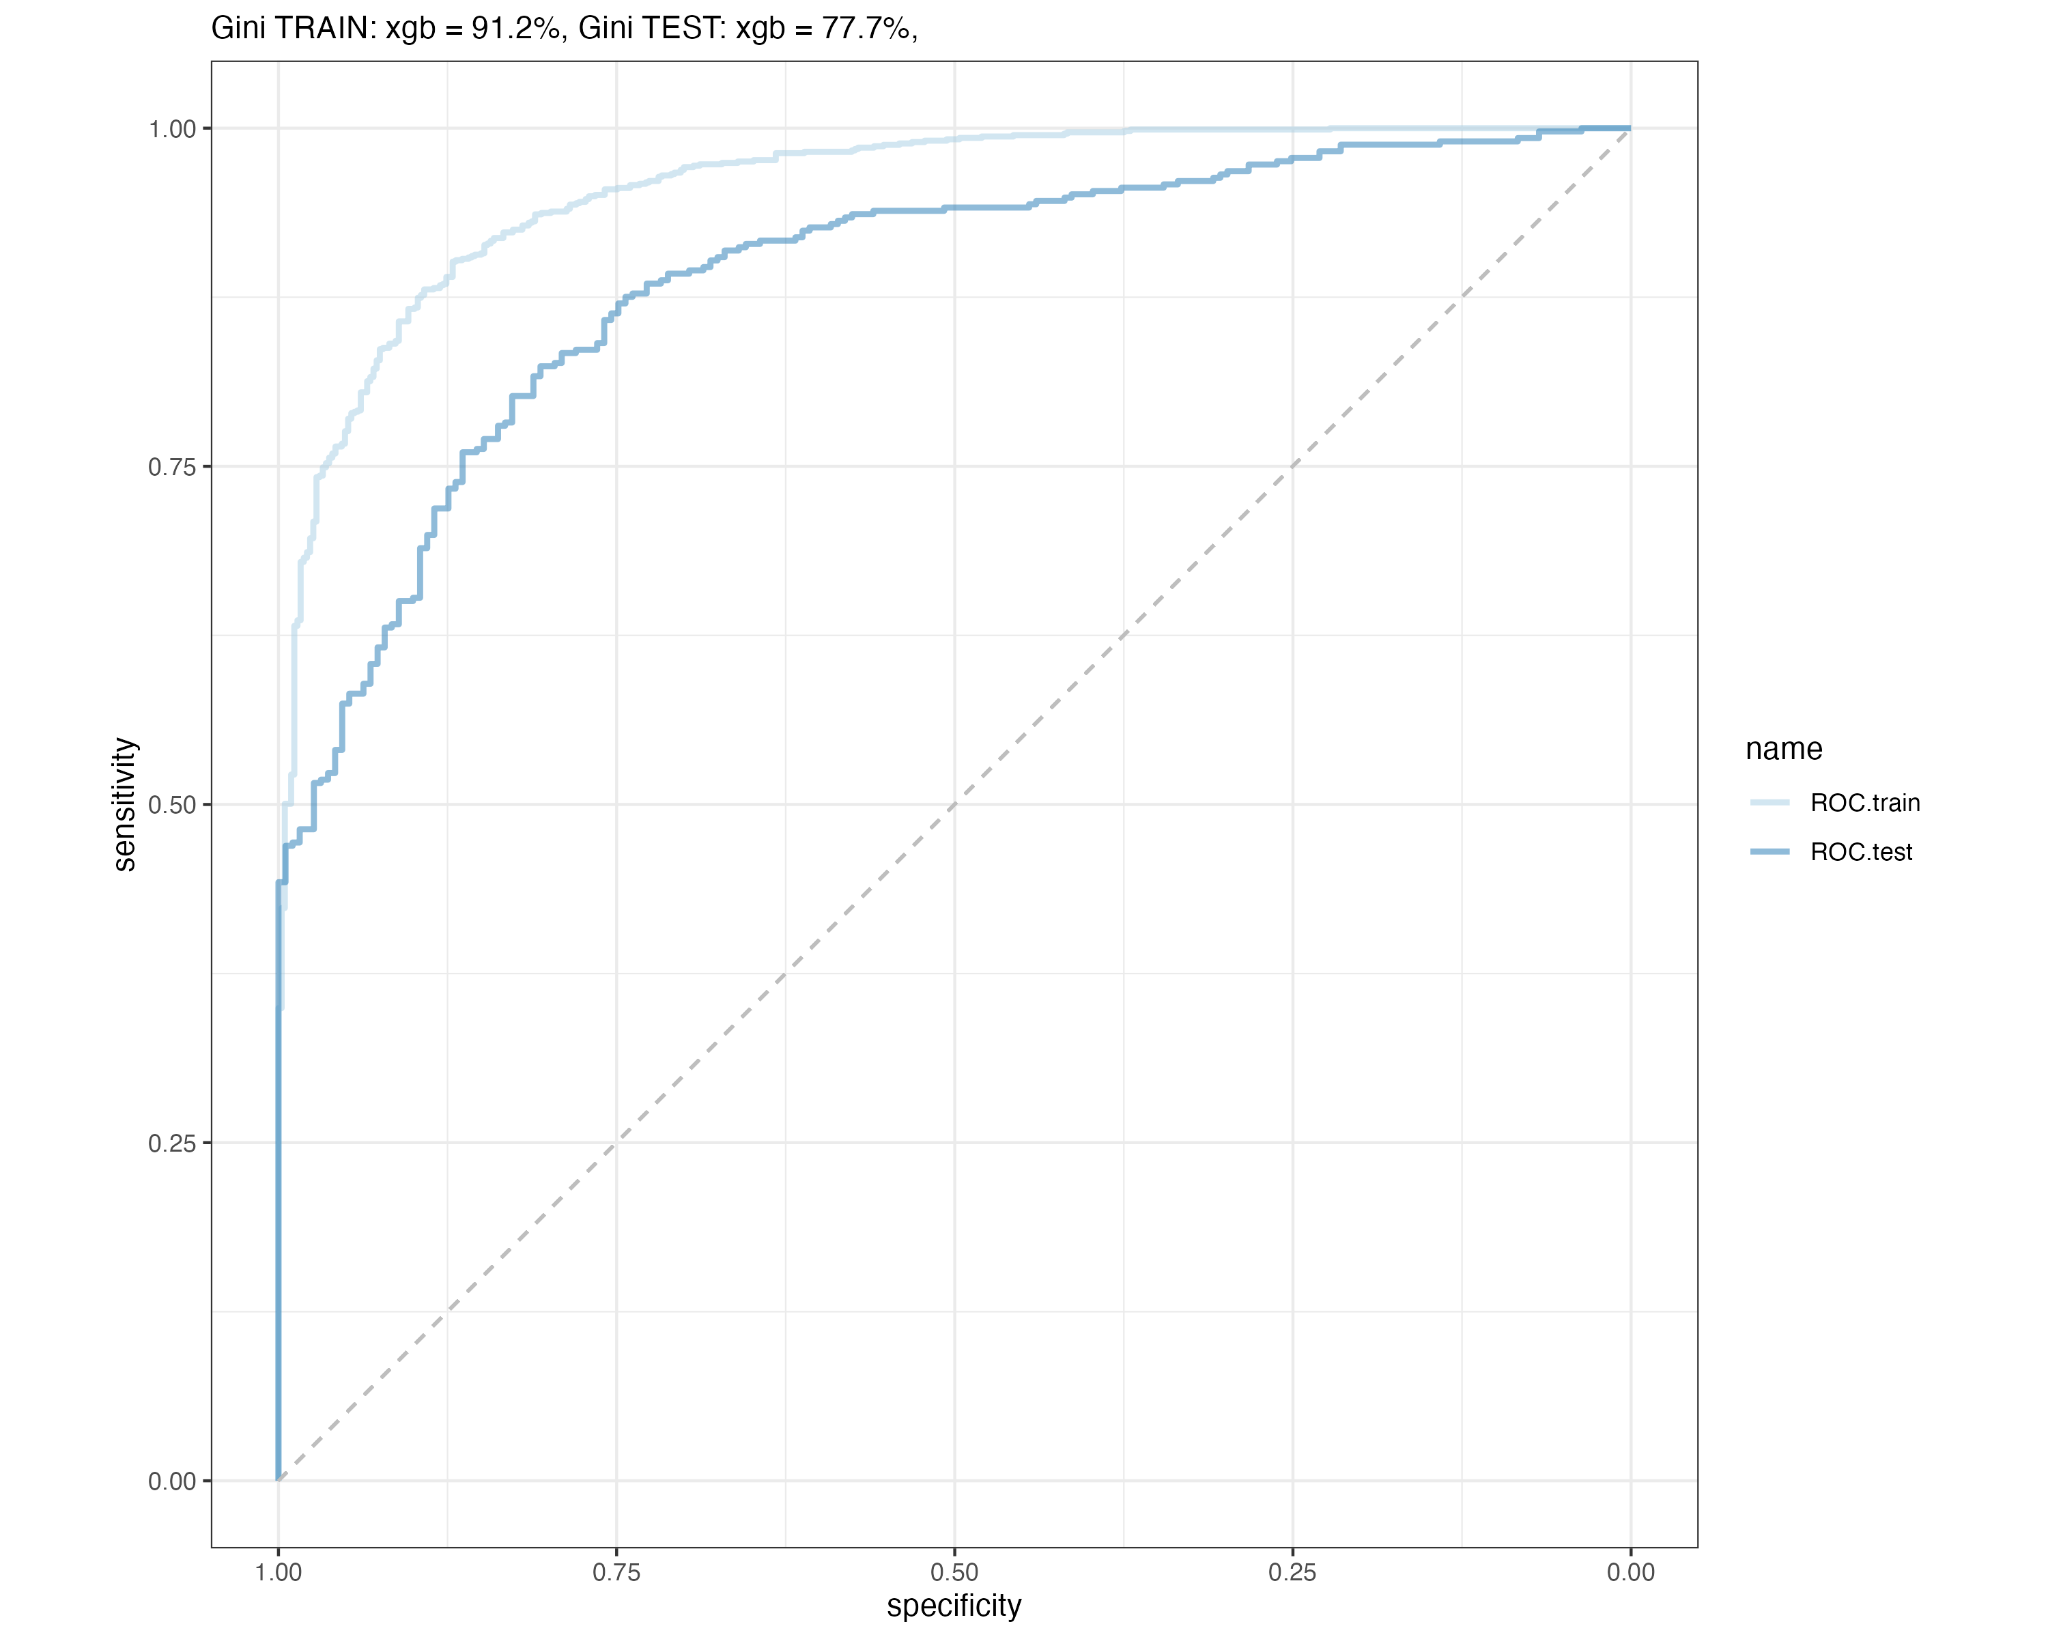 Gini TRAIN: xgb = 91.2%, Gini TEST: xgb = 77.7%,
1.00
0.75
0.50
0.25
0.00
sensitivity
1.00 0.75 0.50 0.25 0.00
specificity
name
ROC.train
ROC.test